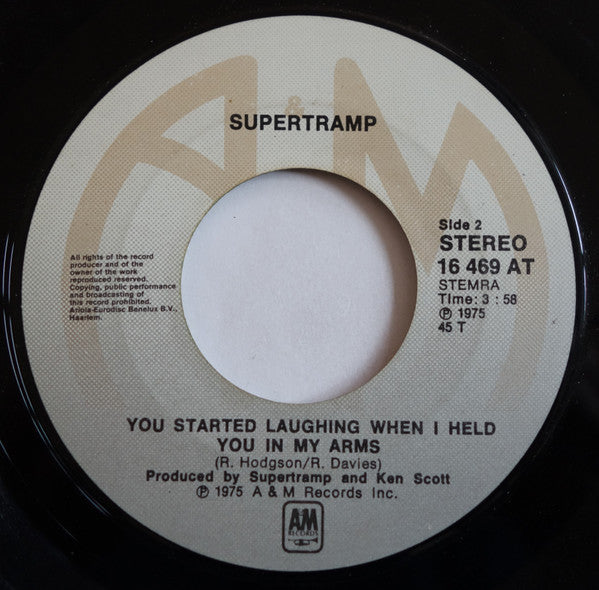 A&M
SUPERTRAMP
All rights of the record
producer and of the
owner of the work
reproduced reserved.
Copying, public performance
and broadcasting of
this record prohibited.
Ariola-Eurodisc Benelux B.V.,
Haarlem.
Side 2
STEREO
16 469 AT
STEMRA
Time: 3 : 58
℗ 1975
45 T
YOU STARTED LAUGHING WHEN I HELD
YOU IN MY ARMS
(R. Hodgson/R. Davies)
Produced by Supertramp and Ken Scott
℗ 1975 A & M Records Inc.
A&M
RECORDS